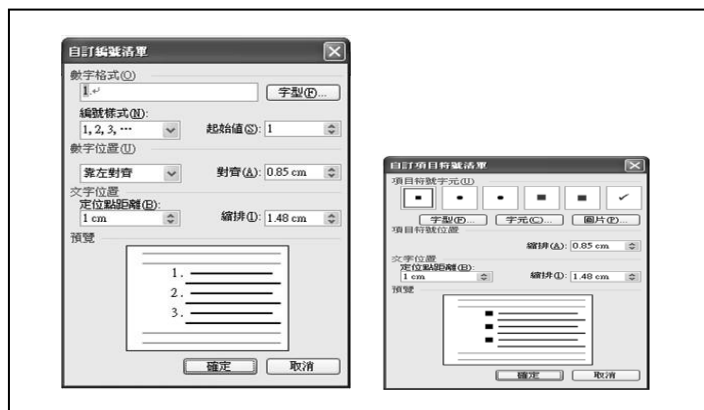 自訂編號清單
數字格式(O)
1.↵
字型(F)...
編號樣式(N):
1, 2, 3, …
起始值(S): 1
數字位置(U)
靠左對齊
對齊(A): 0.85 cm
文字位置
定位點距離(B):
1 cm
縮排(I): 1.48 cm
預覽
1.
2.
3.
確定
取消
自訂項目符號清單
項目符號字元(U)
字型(F)...
字元(C)...
圖片(P)...
項目符號位置
縮排(A): 0.85 cm
文字位置
定位點距離(B):
1 cm
縮排(I): 1.48 cm
預覽
確定
取消